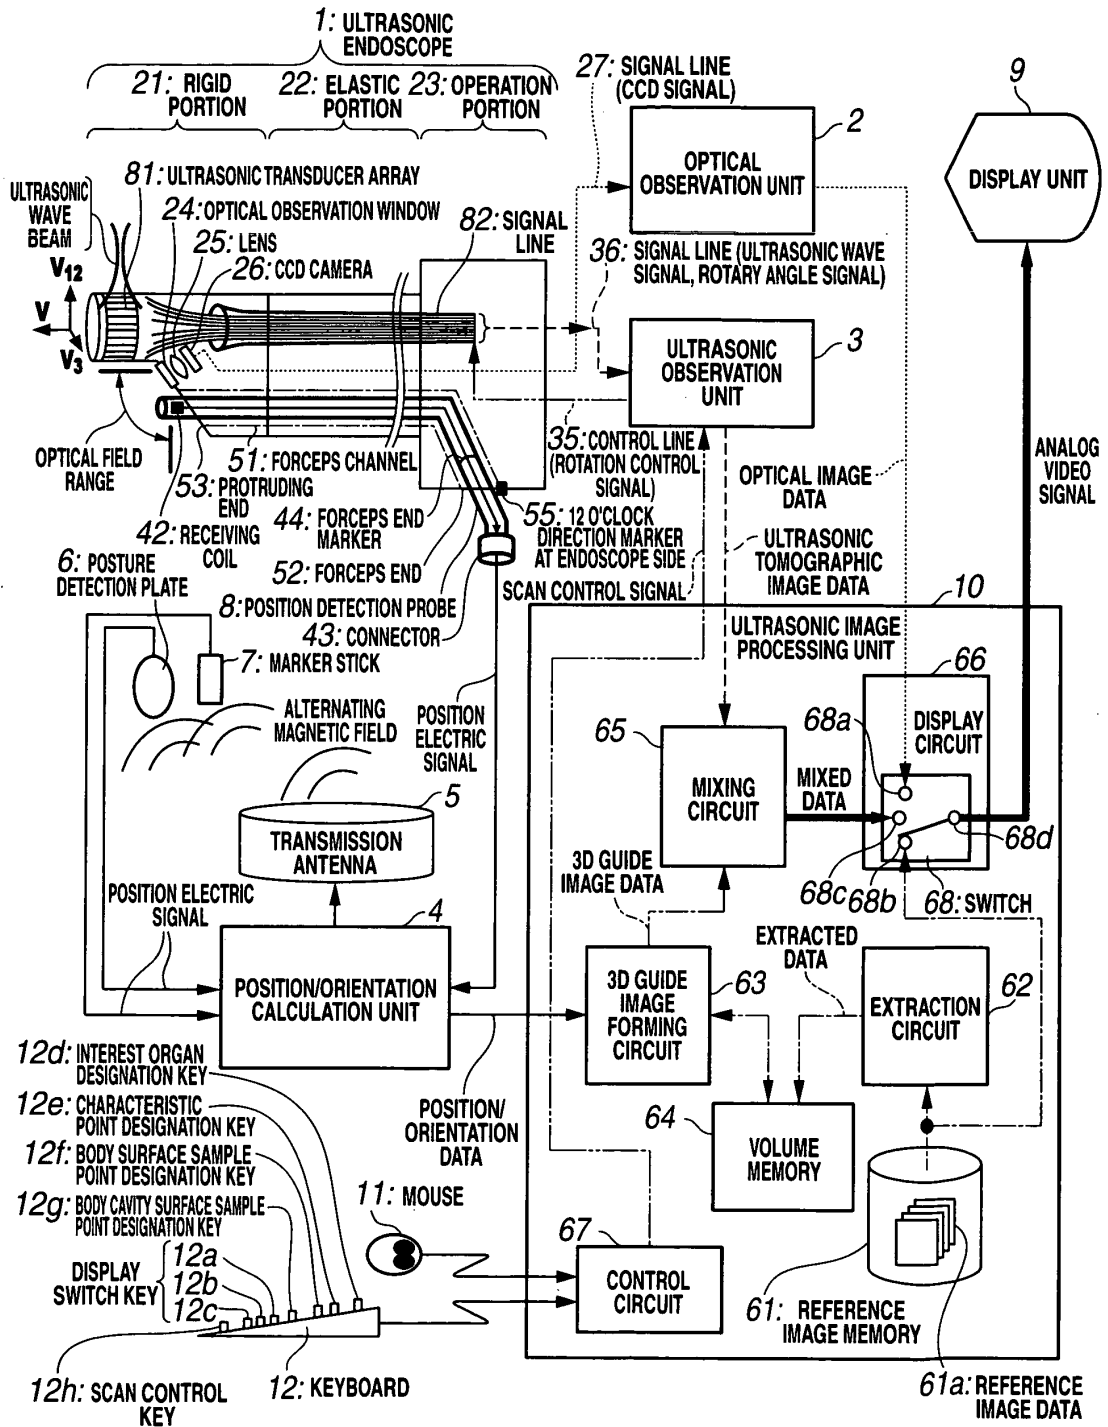 1: ULTRASONIC
ENDOSCOPE
21: RIGID
PORTION
22: ELASTIC
PORTION
23: OPERATION
PORTION
27: SIGNAL LINE
(CCD SIGNAL)
9
2
OPTICAL
OBSERVATION UNIT
DISPLAY UNIT
81: ULTRASONIC TRANSDUCER ARRAY
ULTRASONIC
WAVE
BEAM
24: OPTICAL OBSERVATION WINDOW
25: LENS
26: CCD CAMERA
82: SIGNAL
LINE
36: SIGNAL LINE (ULTRASONIC WAVE
SIGNAL, ROTARY ANGLE SIGNAL)
V12
V
V3
3
ULTRASONIC
OBSERVATION
UNIT
OPTICAL FIELD
RANGE
51: FORCEPS CHANNEL
53: PROTRUDING
END
42: RECEIVING
COIL
44: FORCEPS END
MARKER
52: FORCEPS END
35: CONTROL LINE
(ROTATION CONTROL
SIGNAL)
55: 12 O'CLOCK
DIRECTION MARKER
AT ENDOSCOPE SIDE
OPTICAL IMAGE
DATA
ANALOG
VIDEO
SIGNAL
ULTRASONIC
TOMOGRAPHIC
IMAGE DATA
SCAN CONTROL SIGNAL
6: POSTURE
DETECTION PLATE
8: POSITION DETECTION PROBE
43: CONNECTOR
7: MARKER STICK
10
ULTRASONIC IMAGE
PROCESSING UNIT
ALTERNATING
MAGNETIC FIELD
POSITION
ELECTRIC
SIGNAL
66
DISPLAY
CIRCUIT
68a
65
MIXING
CIRCUIT
MIXED
DATA
68d
68c
68b
68: SWITCH
5
TRANSMISSION
ANTENNA
3D GUIDE
IMAGE DATA
POSITION ELECTRIC
SIGNAL
4
POSITION/ORIENTATION
CALCULATION UNIT
EXTRACTED
DATA
3D GUIDE
IMAGE
FORMING
CIRCUIT
63
EXTRACTION
CIRCUIT
62
12d: INTEREST ORGAN
DESIGNATION KEY
12e: CHARACTERISTIC
POINT DESIGNATION KEY
12f: BODY SURFACE SAMPLE
POINT DESIGNATION KEY
12g: BODY CAVITY SURFACE SAMPLE
POINT DESIGNATION KEY
POSITION/
ORIENTATION
DATA
64
VOLUME
MEMORY
11: MOUSE
DISPLAY
SWITCH KEY
12a
12b
12c
67
CONTROL
CIRCUIT
61: REFERENCE
IMAGE MEMORY
12h: SCAN CONTROL
KEY
12: KEYBOARD
61a: REFERENCE
IMAGE DATA